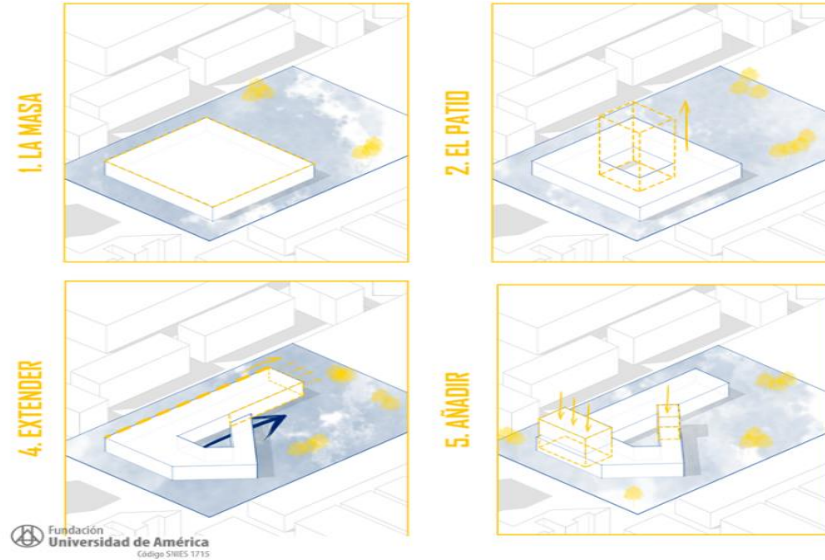 1. LA MASA
2. EL PATIO
4. EXTENDER
5. AÑADIR
Fundación
Universidad de América
Código SNIES 1715